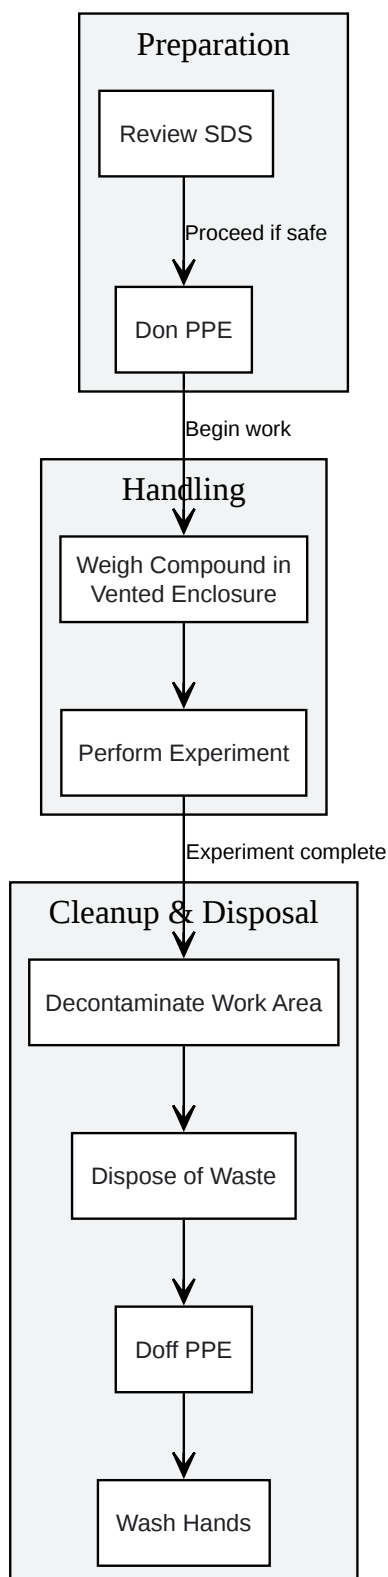 Preparation
Review SDS
Proceed if safe
Don PPE
Begin work
Handling
Weigh Compound in
Vented Enclosure
Perform Experiment
Experiment complete
Cleanup & Disposal
Decontaminate Work Area
Dispose of Waste
Doff PPE
Wash Hands